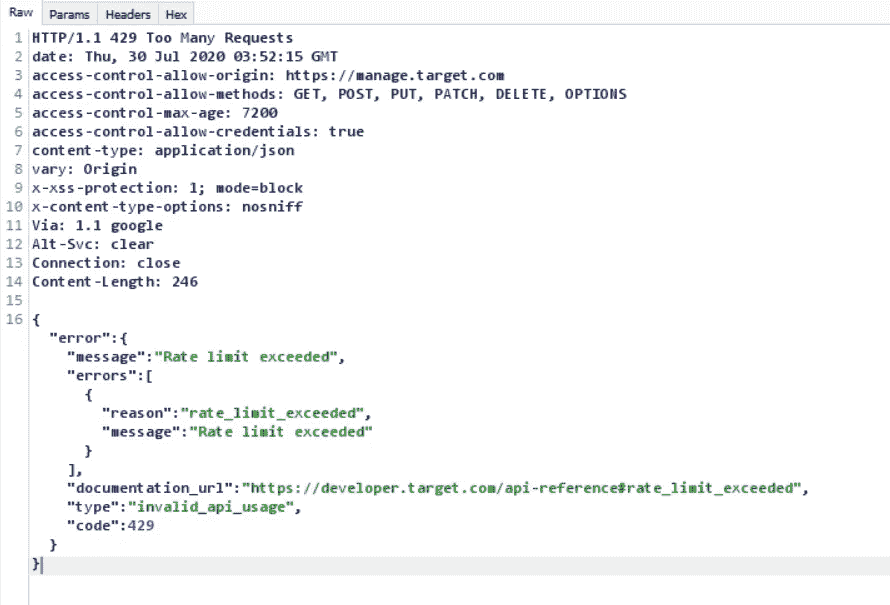 Raw Params Headers Hex
1 HTTP/1.1 429 Too Many Requests
2 date: Thu, 30 Jul 2020 03:52:15 GMT
3 access-control-allow-origin: https://manage.target.com
4 access-control-allow-methods: GET, POST, PUT, PATCH, DELETE, OPTIONS
5 access-control-max-age: 7200
6 access-control-allow-credentials: true
7 content-type: application/json
8 vary: Origin
9 x-xss-protection: 1; mode=block
10 x-content-type-options: nosniff
11 Via: 1.1 google
12 Alt-Svc: clear
13 Connection: close
14 Content-Length: 246
15
16 {
"error":{
"message":"Rate limit exceeded",
"errors":[
{
"reason":"rate_limit_exceeded",
"message":"Rate limit exceeded"
}
],
"documentation_url":"https://developer.target.com/api-reference#rate_limit_exceeded",
"type":"invalid_api_usage",
"code":429
}
}